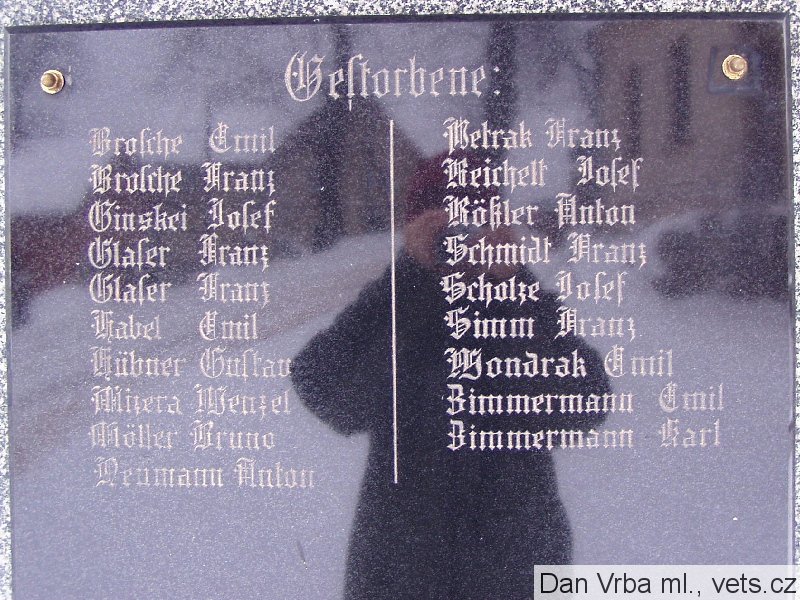 Gestorbene:
Brosche Emil
Brosche Franz
Ginskei Josef
Glaser Franz
Glaser Franz
Habel Emil
Hübner Gustav
Mizera Wenzel
Möller Bruno
Neumann Anton
Petrak Franz
Reichelt Josef
Rößler Anton
Schmidt Franz
Scholze Josef
Simm Franz
Wondrak Emil
Zimmermann Emil
Zimmermann Karl
Dan Vrba ml., vets.cz